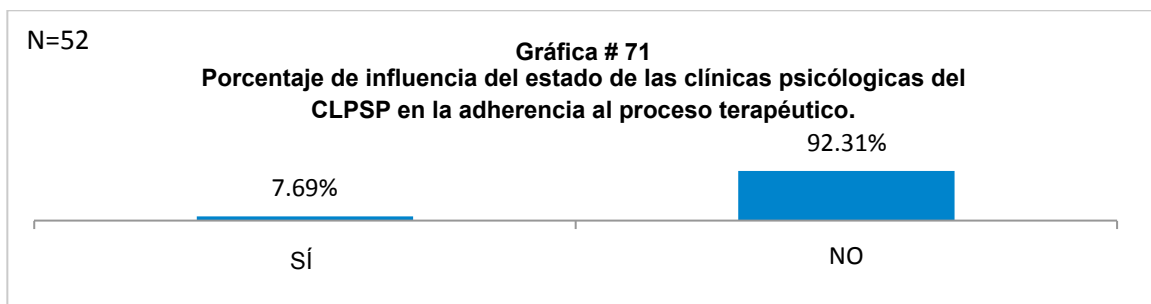 N=52
Gráfica # 71
Porcentaje de influencia del estado de las clínicas psicólogicas del
CLPSP en la adherencia al proceso terapéutico.
92.31%
7.69%
SÍ
NO